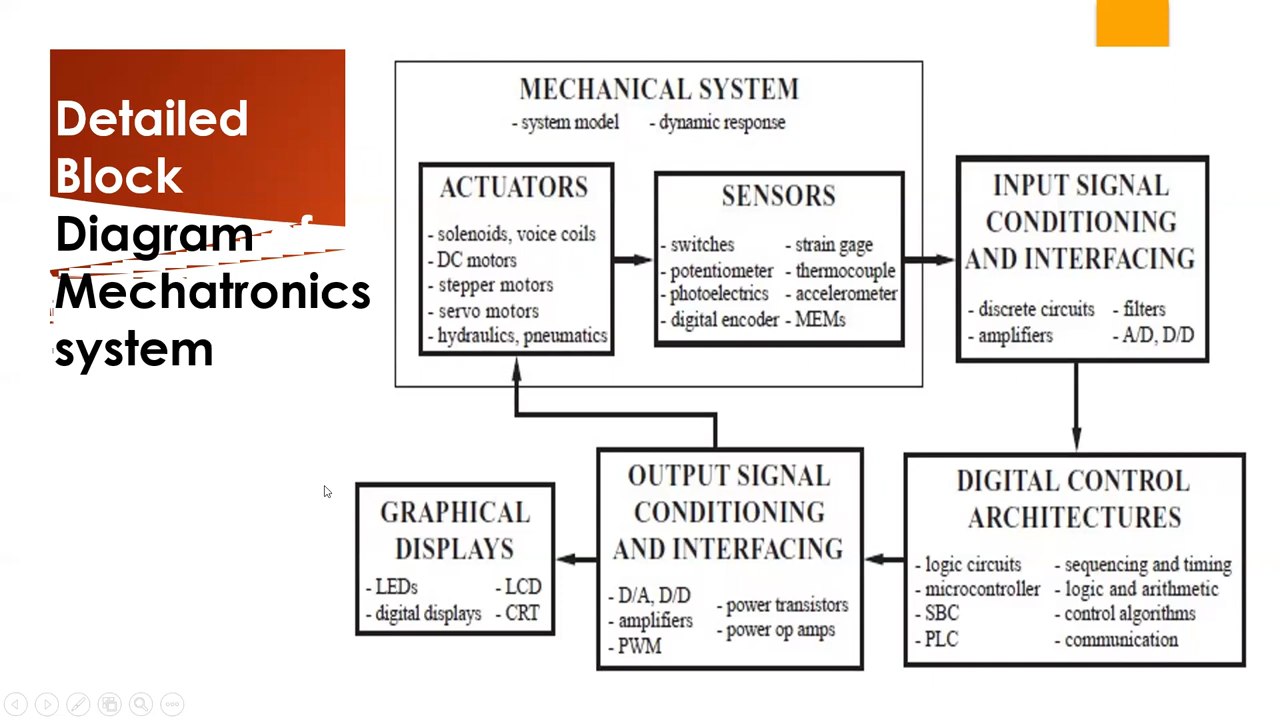 Detailed
Block
Diagram of
Mechatronics
system
MECHANICAL SYSTEM
- system model - dynamic response
ACTUATORS
- solenoids, voice coils
- DC motors
- stepper motors
- servo motors
- hydraulics, pneumatics
SENSORS
- switches - strain gage
- potentiometer - thermocouple
- photoelectrics - accelerometer
- digital encoder - MEMs
INPUT SIGNAL
CONDITIONING
AND INTERFACING
- discrete circuits - filters
- amplifiers - A/D, D/D
GRAPHICAL
DISPLAYS
- LEDs - LCD
- digital displays - CRT
OUTPUT SIGNAL
CONDITIONING
AND INTERFACING
- D/A, D/D
- amplifiers
- PWM
- power transistors
- power op amps
DIGITAL CONTROL
ARCHITECTURES
- logic circuits - sequencing and timing
- microcontroller - logic and arithmetic
- SBC - control algorithms
- PLC - communication